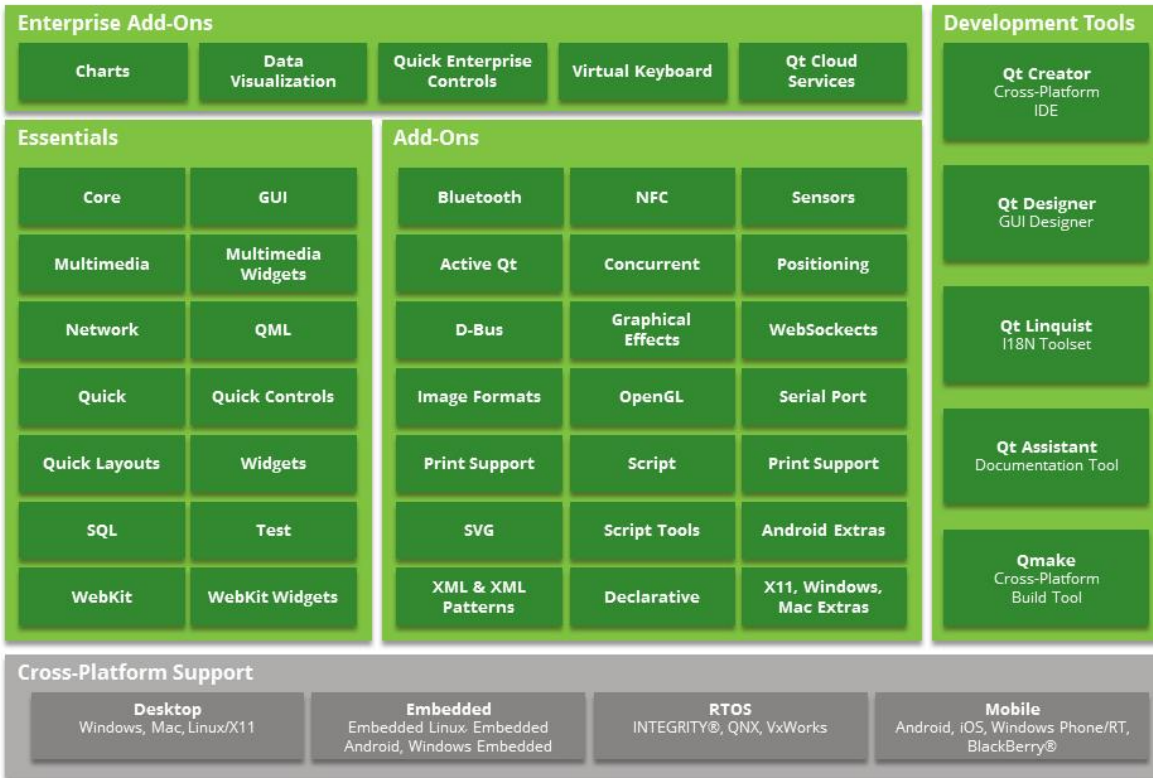 Enterprise Add-Ons
Charts
Data
Visualization
Quick Enterprise
Controls
Virtual Keyboard
Qt Cloud
Services
Development Tools
Qt Creator
Cross-Platform
IDE
Qt Designer
GUI Designer
Qt Linquist
I18N Toolset
Qt Assistant
Documentation Tool
Qmake
Cross-Platform
Build Tool
Essentials
Core
GUI
Multimedia
Multimedia
Widgets
Network
QML
Quick
Quick Controls
Quick Layouts
Widgets
SQL
Test
WebKit
WebKit Widgets
Add-Ons
Bluetooth
NFC
Sensors
Active Qt
Concurrent
Positioning
D-Bus
Graphical
Effects
WebSockects
Image Formats
OpenGL
Serial Port
Print Support
Script
Print Support
SVG
Script Tools
Android Extras
XML & XML
Patterns
Declarative
X11, Windows,
Mac Extras
Cross-Platform Support
Desktop
Windows, Mac, Linux/X11
Embedded
Embedded Linux, Embedded
Android, Windows Embedded
RTOS
INTEGRITY®, QNX, VxWorks
Mobile
Android, iOS, Windows Phone/RT,
BlackBerry®